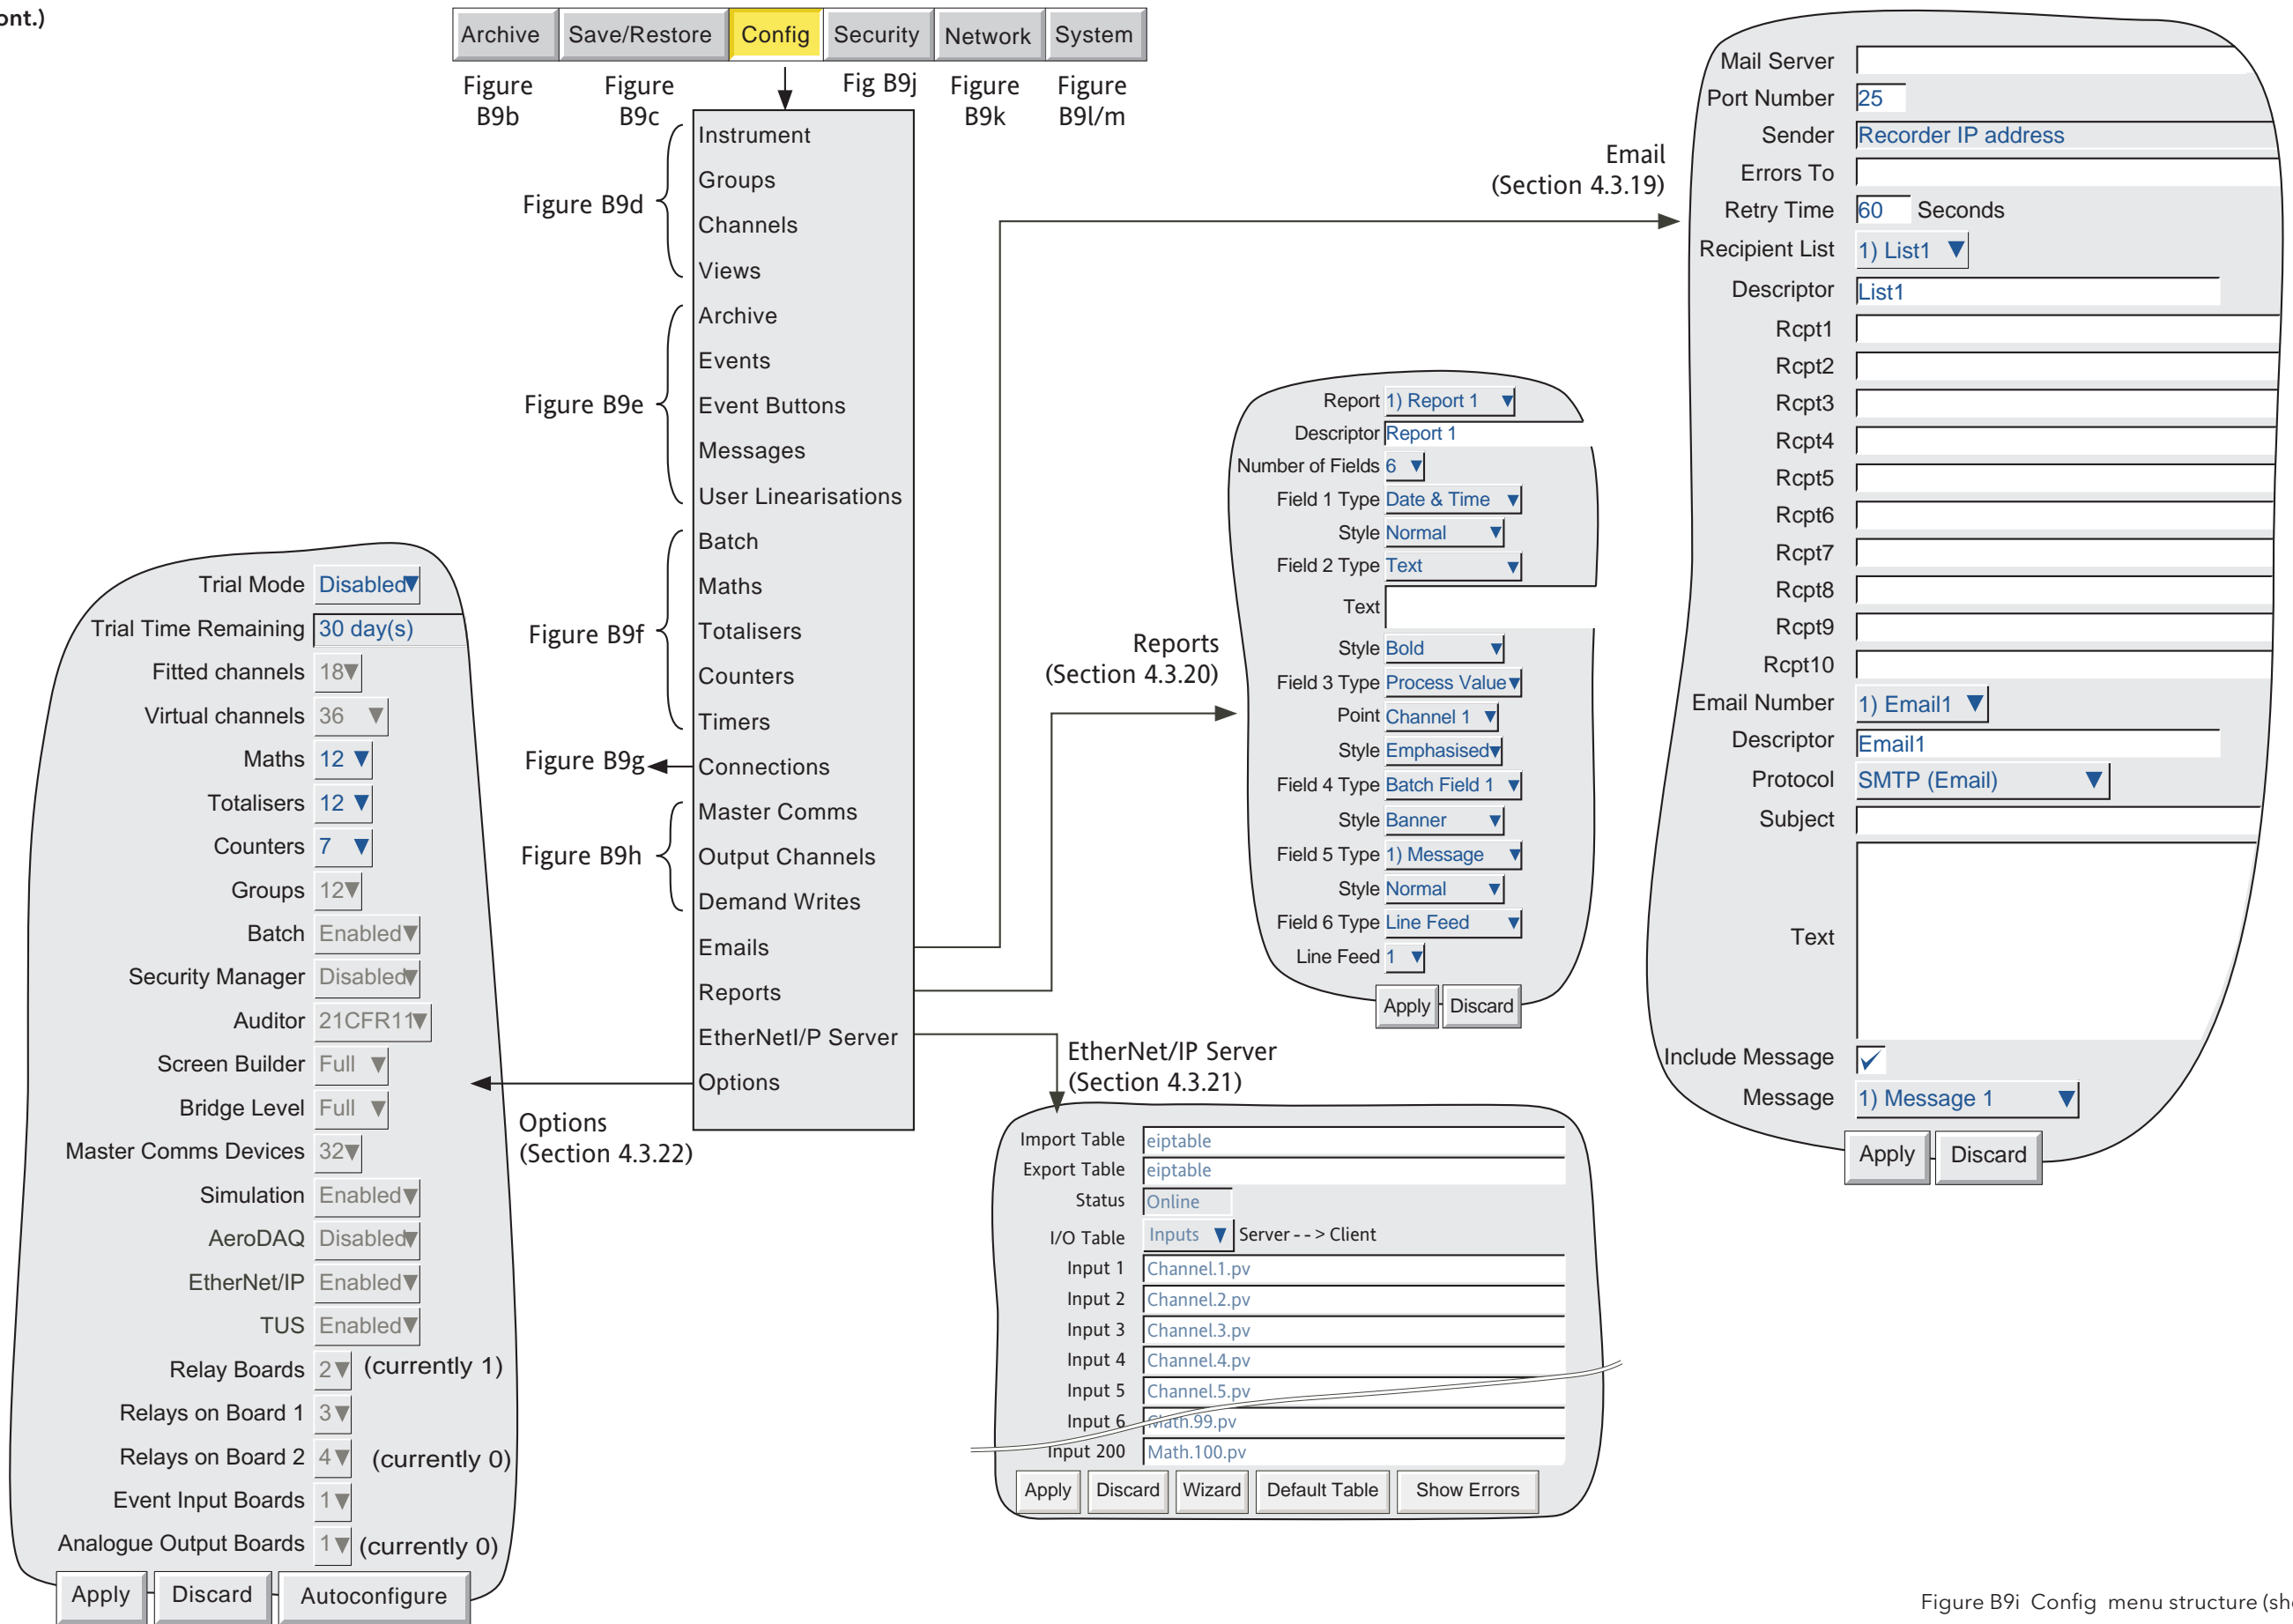 ont.)
Archive Save/Restore Config Security Network System
Figure B9b
Figure B9c
Fig B9j
Figure B9k
Figure B9l/m
Instrument
Groups
Channels
Views
Figure B9d
Archive
Events
Event Buttons
Messages
User Linearisations
Figure B9e
Batch
Maths
Totalisers
Counters
Timers
Figure B9f
Connections
Figure B9g
Master Comms
Output Channels
Demand Writes
Figure B9h
Emails
Reports
EtherNetI/P Server
Options
Options
(Section 4.3.22)
Trial Mode Disabled
Trial Time Remaining 30 day(s)
Fitted channels 18
Virtual channels 36
Maths 12
Totalisers 12
Counters 7
Groups 12
Batch Enabled
Security Manager Disabled
Auditor 21CFR11
Screen Builder Full
Bridge Level Full
Master Comms Devices 32
Simulation Enabled
AeroDAQ Disabled
EtherNet/IP Enabled
TUS Enabled
Relay Boards 2 (currently 1)
Relays on Board 1 3
Relays on Board 2 4 (currently 0)
Event Input Boards 1
Analogue Output Boards 1 (currently 0)
Apply Discard Autoconfigure
Reports
(Section 4.3.20)
Report 1) Report 1
Descriptor Report 1
Number of Fields 6
Field 1 Type Date & Time
Style Normal
Field 2 Type Text
Text
Style Bold
Field 3 Type Process Value
Point Channel 1
Style Emphasised
Field 4 Type Batch Field 1
Style Banner
Field 5 Type 1) Message
Style Normal
Field 6 Type Line Feed
Line Feed 1
Apply Discard
EtherNet/IP Server
(Section 4.3.21)
Import Table eiptable
Export Table eiptable
Status Online
I/O Table Inputs Server - - > Client
Input 1 Channel.1.pv
Input 2 Channel.2.pv
Input 3 Channel.3.pv
Input 4 Channel.4.pv
Input 5 Channel.5.pv
Input 6 Math.99.pv
Input 200 Math.100.pv
Apply Discard Wizard Default Table Show Errors
Email
(Section 4.3.19)
Mail Server
Port Number 25
Sender Recorder IP address
Errors To
Retry Time 60 Seconds
Recipient List 1) List1
Descriptor List1
Rcpt1
Rcpt2
Rcpt3
Rcpt4
Rcpt5
Rcpt6
Rcpt7
Rcpt8
Rcpt9
Rcpt10
Email Number 1) Email1
Descriptor Email1
Protocol SMTP (Email)
Subject
Text
Include Message
Message 1) Message 1
Apply Discard
Figure B9i Config menu structure (sh